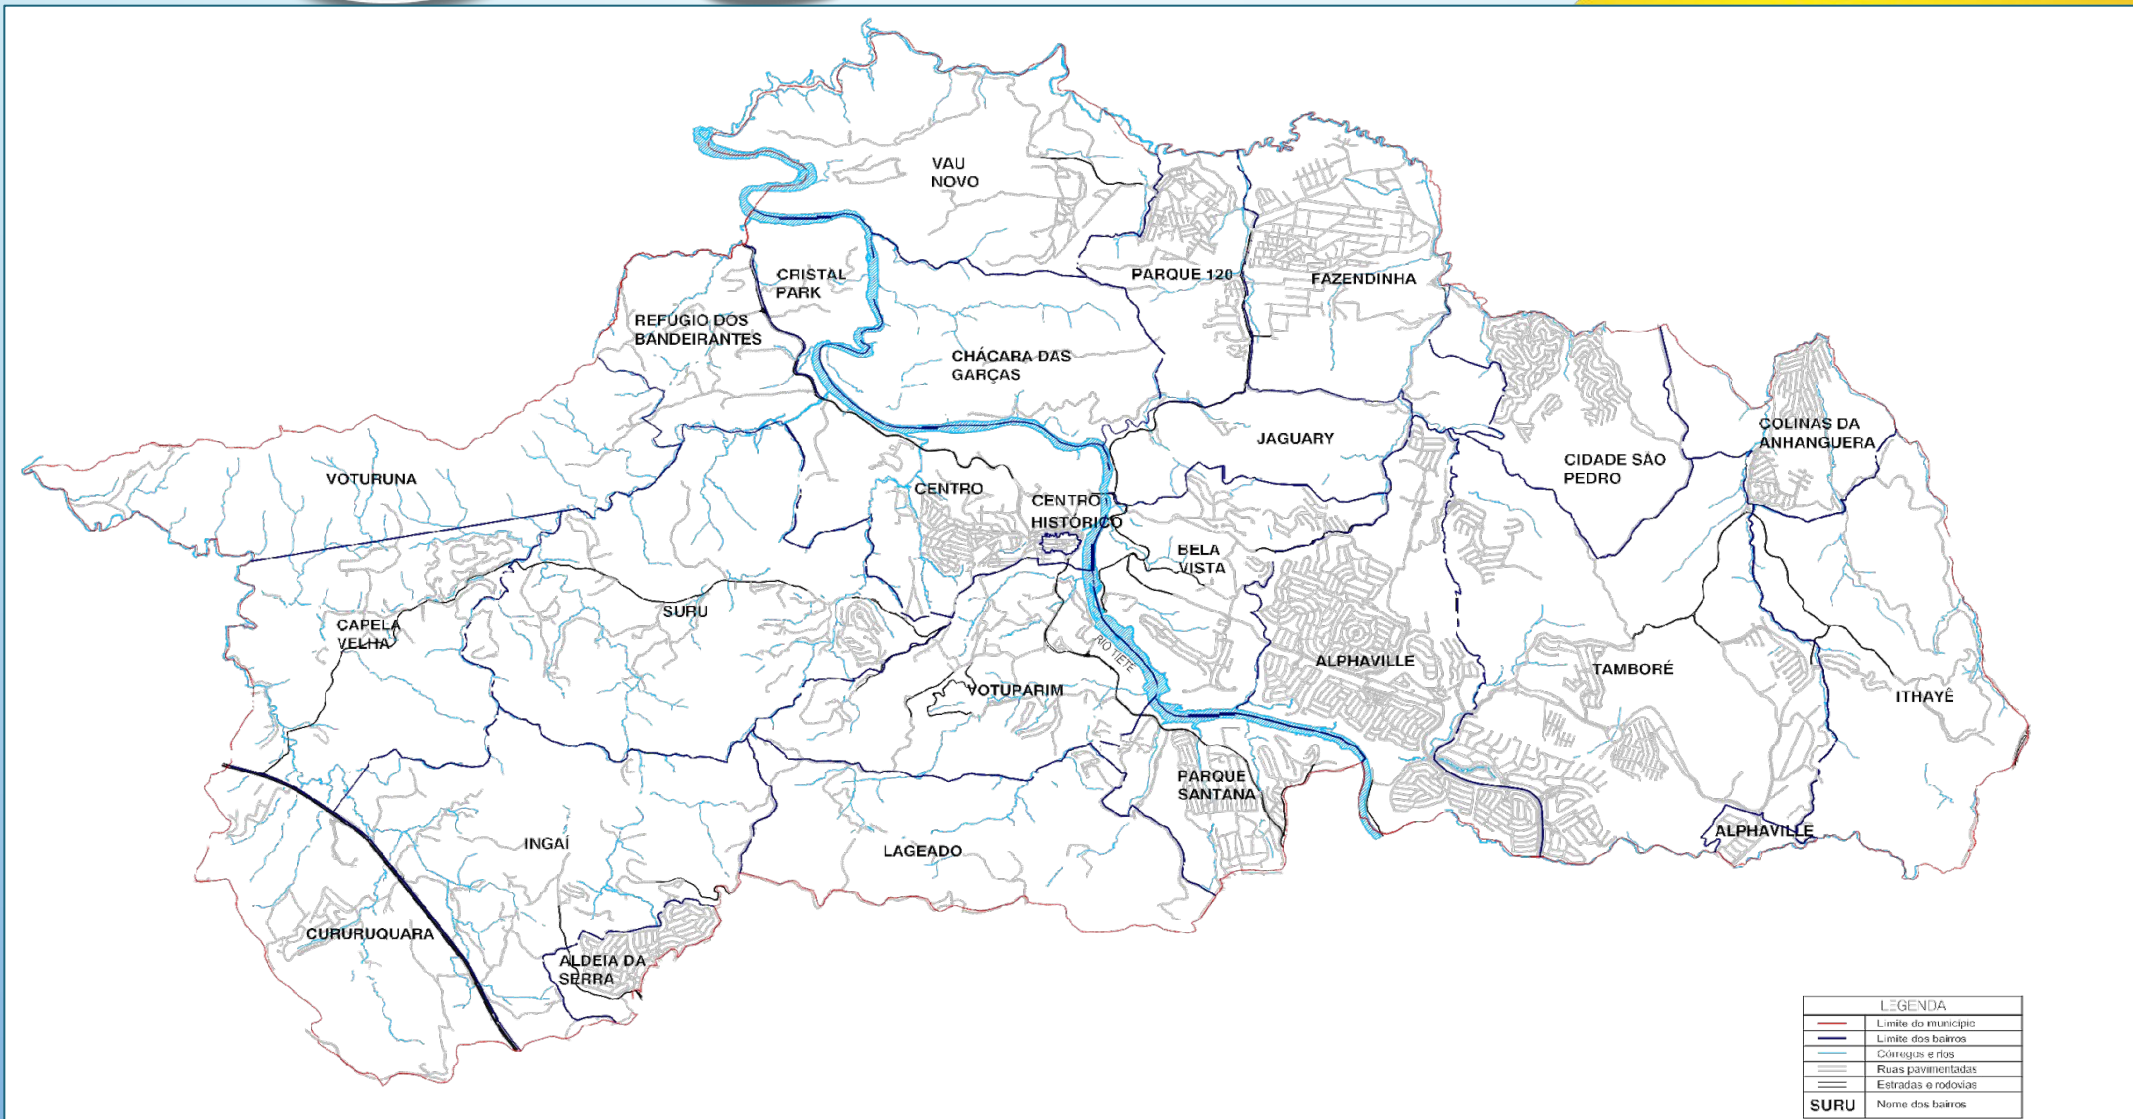 VAU
NOVO
CRISTAL
PARK
PARQUE 120
FAZENDINHA
REFÚGIO DOS
BANDEIRANTES
CHÁCARA DAS
GARÇAS
JAGUARY
COLINAS DA
ANHANGUERA
CIDADE SÃO
PEDRO
VOTURUNA
CENTRO
CENTRO
HISTÓRICO
BELA
VISTA
SURU
CAPELA
VELHA
RIO TIETÊ
ALPHAVILLE
TAMBORÉ
VOTUPARIM
ITHAYÊ
PARQUE
SANTANA
ALPHAVILLE
INGAÍ
LAGEADO
CURURUQUARA
ALDEIA DA
SERRA
LEGENDA
Limite do município
Limite dos bairros
Córregos e rios
Ruas pavimentadas
Estradas e rodovias
SURU Nome dos bairros